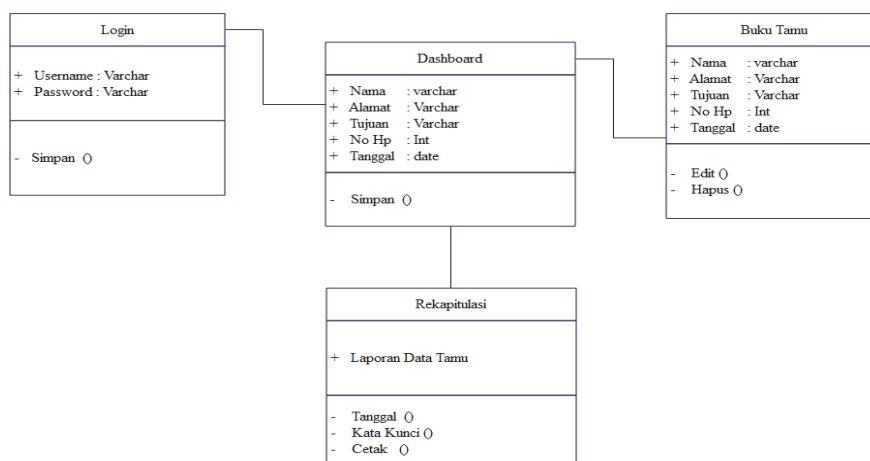 Login
+ Username : Varchar
+ Password : Varchar
- Simpan ()
Dashboard
+ Nama : varchar
+ Alamat : Varchar
+ Tujuan : Varchar
+ No Hp : Int
+ Tanggal : date
- Simpan ()
Buku Tamu
+ Nama : varchar
+ Alamat : Varchar
+ Tujuan : Varchar
+ No Hp : Int
+ Tanggal : date
- Edit ()
- Hapus ()
Rekapitulasi
+ Laporan Data Tamu
- Tanggal ()
- Kata Kunci ()
- Cetak ()